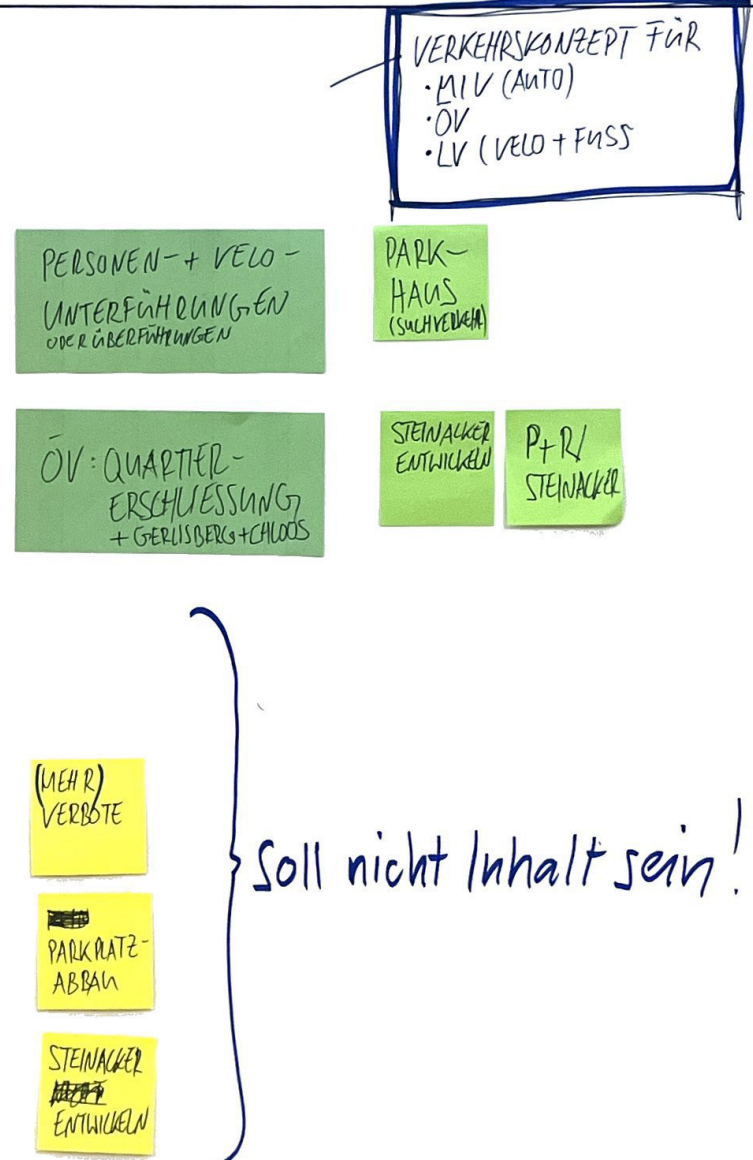 VERKEHRSKONZEPT FÜR
• MIV (AUTO)
• ÖV
• LV (VELO + FUSS
PERSONEN- + VELO-
UNTERFÜHRUNGEN
ODER ÜBERFÜHRUNGEN
PARK-
HAUS
(SUCHVERKEHR)
ÖV: QUARTIER-
ERSCHLIESSUNG
+ GERLISBERG + CHLOOS
STEINACKER
ENTWICKELN
P+R/
STEINACKER
(MEHR)
VERBOTE
PARKPLATZ-
ABBAU
STEINACKER
ENTWICKELN
Soll nicht Inhalt sein!